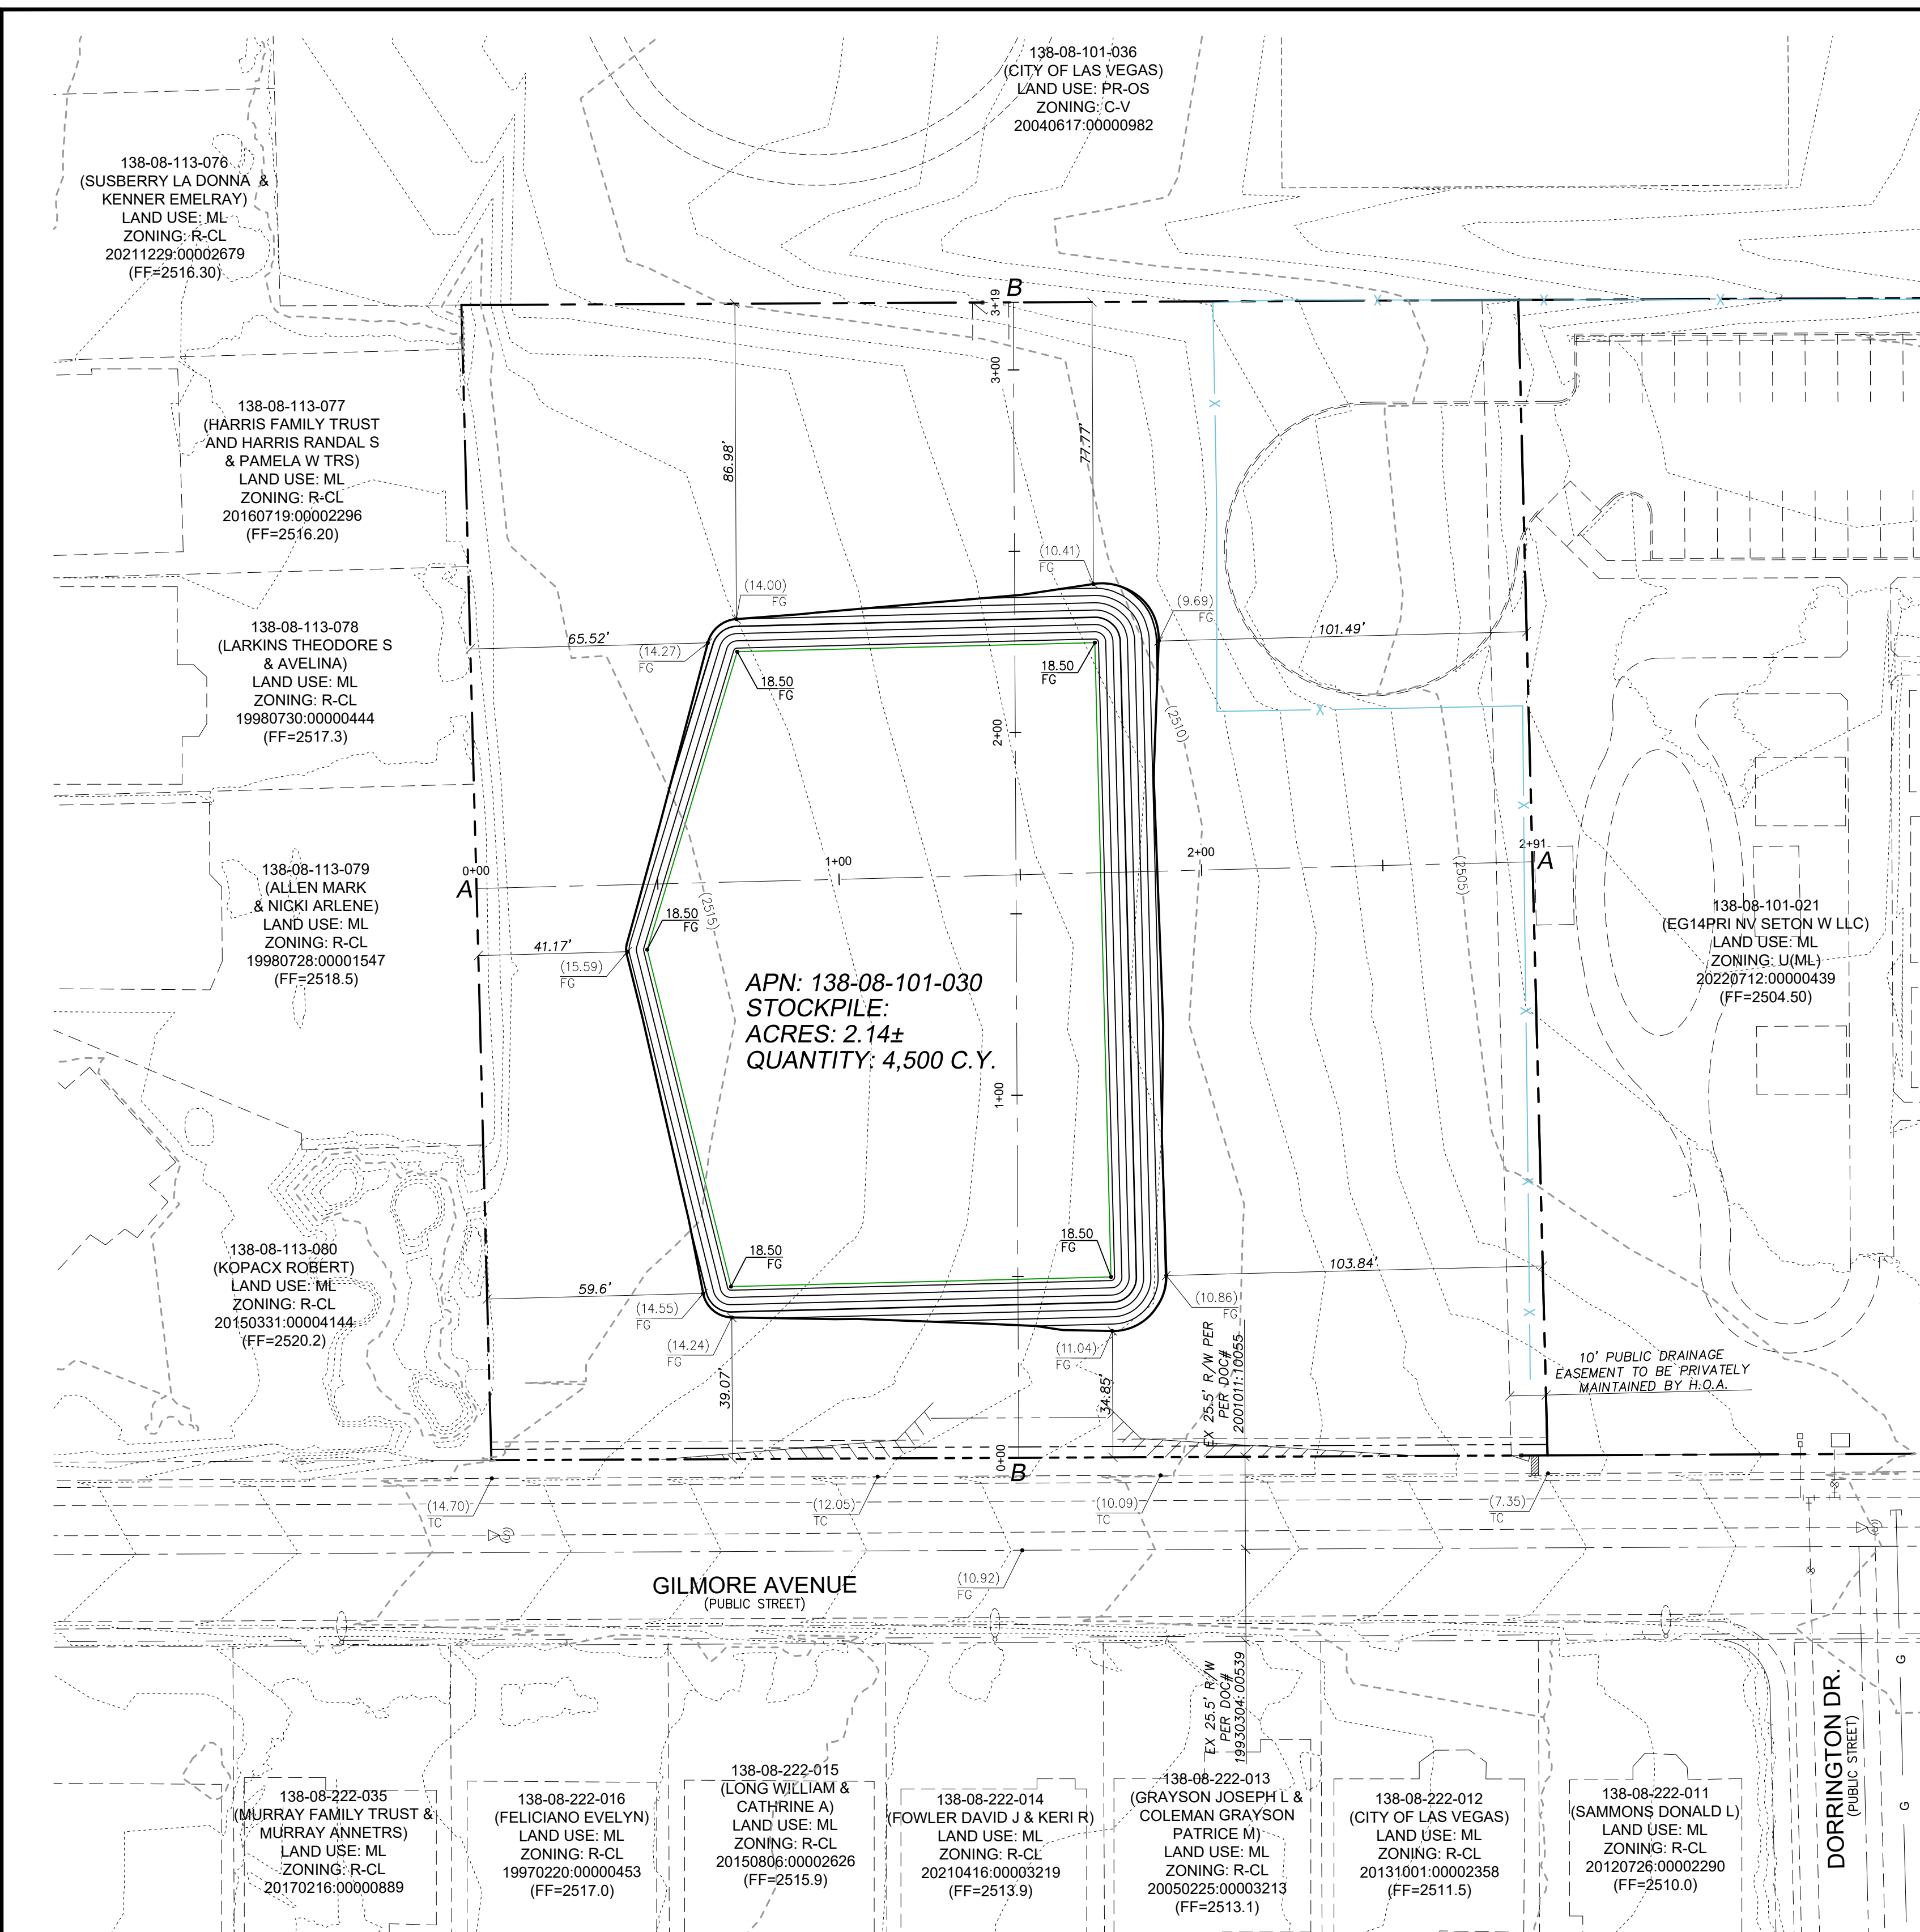 138-08-101-036
(CITY OF LAS VEGAS)
LAND USE: PR-OS
ZONING: C-V
20040617:00000982
138-08-113-076
(SUSBERRY LA DONNA &
KENNER EMELRAY)
LAND USE: ML
ZONING: R-CL
20211229:00002679
(FF=2516.30)
B
3+19
3+00
86.98'
77.77'
138-08-113-077
(HARRIS FAMILY TRUST
AND HARRIS RANDAL S
& PAMELA W TRS)
LAND USE: ML
ZONING: R-CL
20160719:00002296
(FF=2516.20)
(10.41)
FG
(14.00)
FG
(9.69)
FG
138-08-113-078
(LARKINS THEODORE S
& AVELINA)
LAND USE: ML
ZONING: R-CL
19980730:00000444
(FF=2517.3)
65.52'
(14.27)
FG
101.49'
18.50
FG
18.50
FG
2+00
(2510)
138-08-113-079
(ALLEN MARK
& NICKI ARLENE)
LAND USE: ML
ZONING: R-CL
19980728:00001547
(FF=2518.5)
0+00
A
1+00
2+00
2+91
A
(2515)
(2505)
18.50
FG
41.17'
(15.59)
FG
138-08-101-021
(EG14PRI NV SETON W LLC)
LAND USE: ML
ZONING: U(ML)
20220712:00000439
(FF=2504.50)
APN: 138-08-101-030
STOCKPILE:
ACRES: 2.14±
QUANTITY: 4,500 C.Y.
1+00
138-08-113-080
(KOPACX ROBERT)
LAND USE: ML
ZONING: R-CL
20150331:00004144
(FF=2520.2)
18.50
FG
18.50
FG
59.6'
(14.55)
FG
103.84'
(10.86)
FG
(14.24)
FG
(11.04)
FG
39.07'
34.85'
EX 25.5' R/W PER
PER DOC#
2001011:10055
10' PUBLIC DRAINAGE
EASEMENT TO BE PRIVATELY
MAINTAINED BY H.O.A.
0+00
B
(14.70)
TC
(12.05)
TC
(10.09)
TC
(7.35)
TC
(10.92)
FG
GILMORE AVENUE
(PUBLIC STREET)
EX 25.5' R/W
PER DOC#
19930304:00539
DORRINGTON DR.
(PUBLIC STREET)
G
G
138-08-222-035
(MURRAY FAMILY TRUST &
MURRAY ANNETRS)
LAND USE: ML
ZONING: R-CL
20170216:00000889
138-08-222-016
(FELICIANO EVELYN)
LAND USE: ML
ZONING: R-CL
19970220:00000453
(FF=2517.0)
138-08-222-015
(LONG WILLIAM &
CATHRINE A)
LAND USE: ML
ZONING: R-CL
20150806:00002626
(FF=2515.9)
138-08-222-014
(FOWLER DAVID J & KERI R)
LAND USE: ML
ZONING: R-CL
20210416:00003219
(FF=2513.9)
138-08-222-013
(GRAYSON JOSEPH L &
COLEMAN GRAYSON
PATRICE M)
LAND USE: ML
ZONING: R-CL
20050225:00003213
(FF=2513.1)
138-08-222-012
(CITY OF LAS VEGAS)
LAND USE: ML
ZONING: R-CL
20131001:00002358
(FF=2511.5)
138-08-222-011
(SAMMONS DONALD L)
LAND USE: ML
ZONING: R-CL
20120726:00002290
(FF=2510.0)